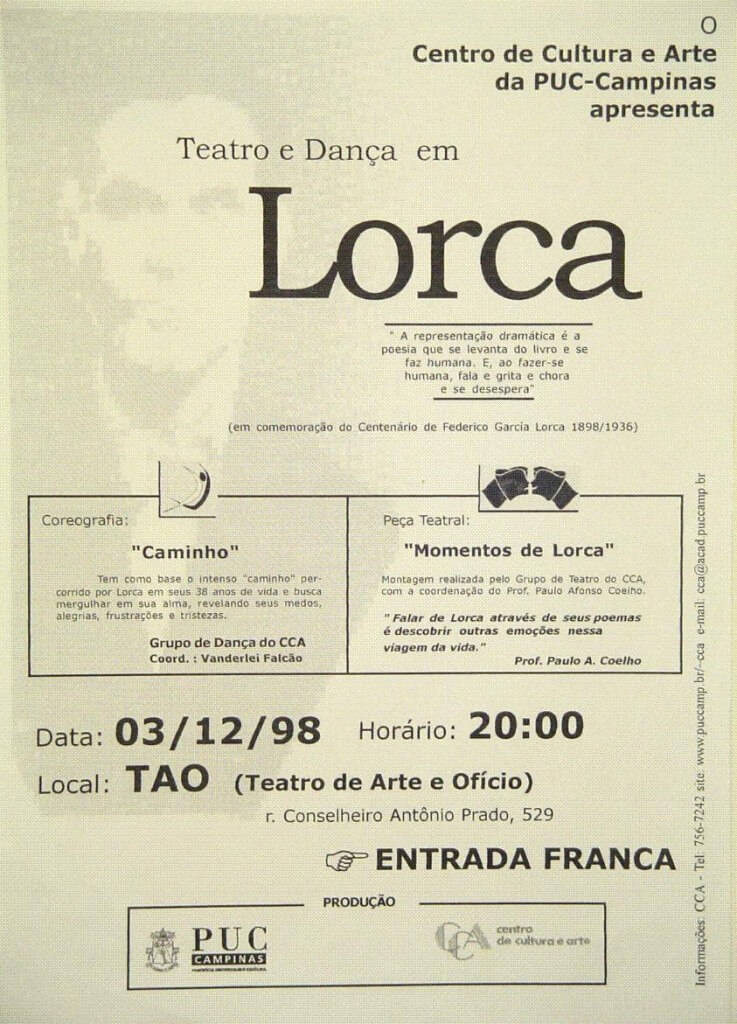 O
Centro de Cultura e Arte
da PUC-Campinas
apresenta
Teatro e Dança em
Lorca
" A representação dramática é a
poesia que se levanta do livro e se
faz humana. E, ao fazer-se
humana, fala e grita e chora
e se desespera"
(em comemoração do Centenário de Federico García Lorca 1898/1936)
Coreografia:
"Caminho"
Tem como base o intenso "caminho" per-
corrido por Lorca em seus 38 anos de vida e busca
mergulhar em sua alma, revelando seus medos,
alegrias, frustrações e tristezas.
Grupo de Dança do CCA
Coord. : Vanderlei Falcão
Peça Teatral:
"Momentos de Lorca"
Montagem realizada pelo Grupo de Teatro do CCA,
com a coordenação do Prof. Paulo Afonso Coelho.
"Falar de Lorca através de seus poemas
é descobrir outras emoções nessa
viagem da vida."
Prof. Paulo A. Coelho
Data: 03/12/98 Horário: 20:00
Local: TAO (Teatro de Arte e Ofício)
r. Conselheiro Antônio Prado, 529
ENTRADA FRANCA
PRODUÇÃO
PUC
CAMPINAS
PONTIFÍCIA UNIVERSIDADE CATÓLICA
CCA centro
de cultura e arte
Informações: CCA - Tel: 756-7242 site: www.puccamp.br/~cca e-mail: cca@acad.puccamp.br